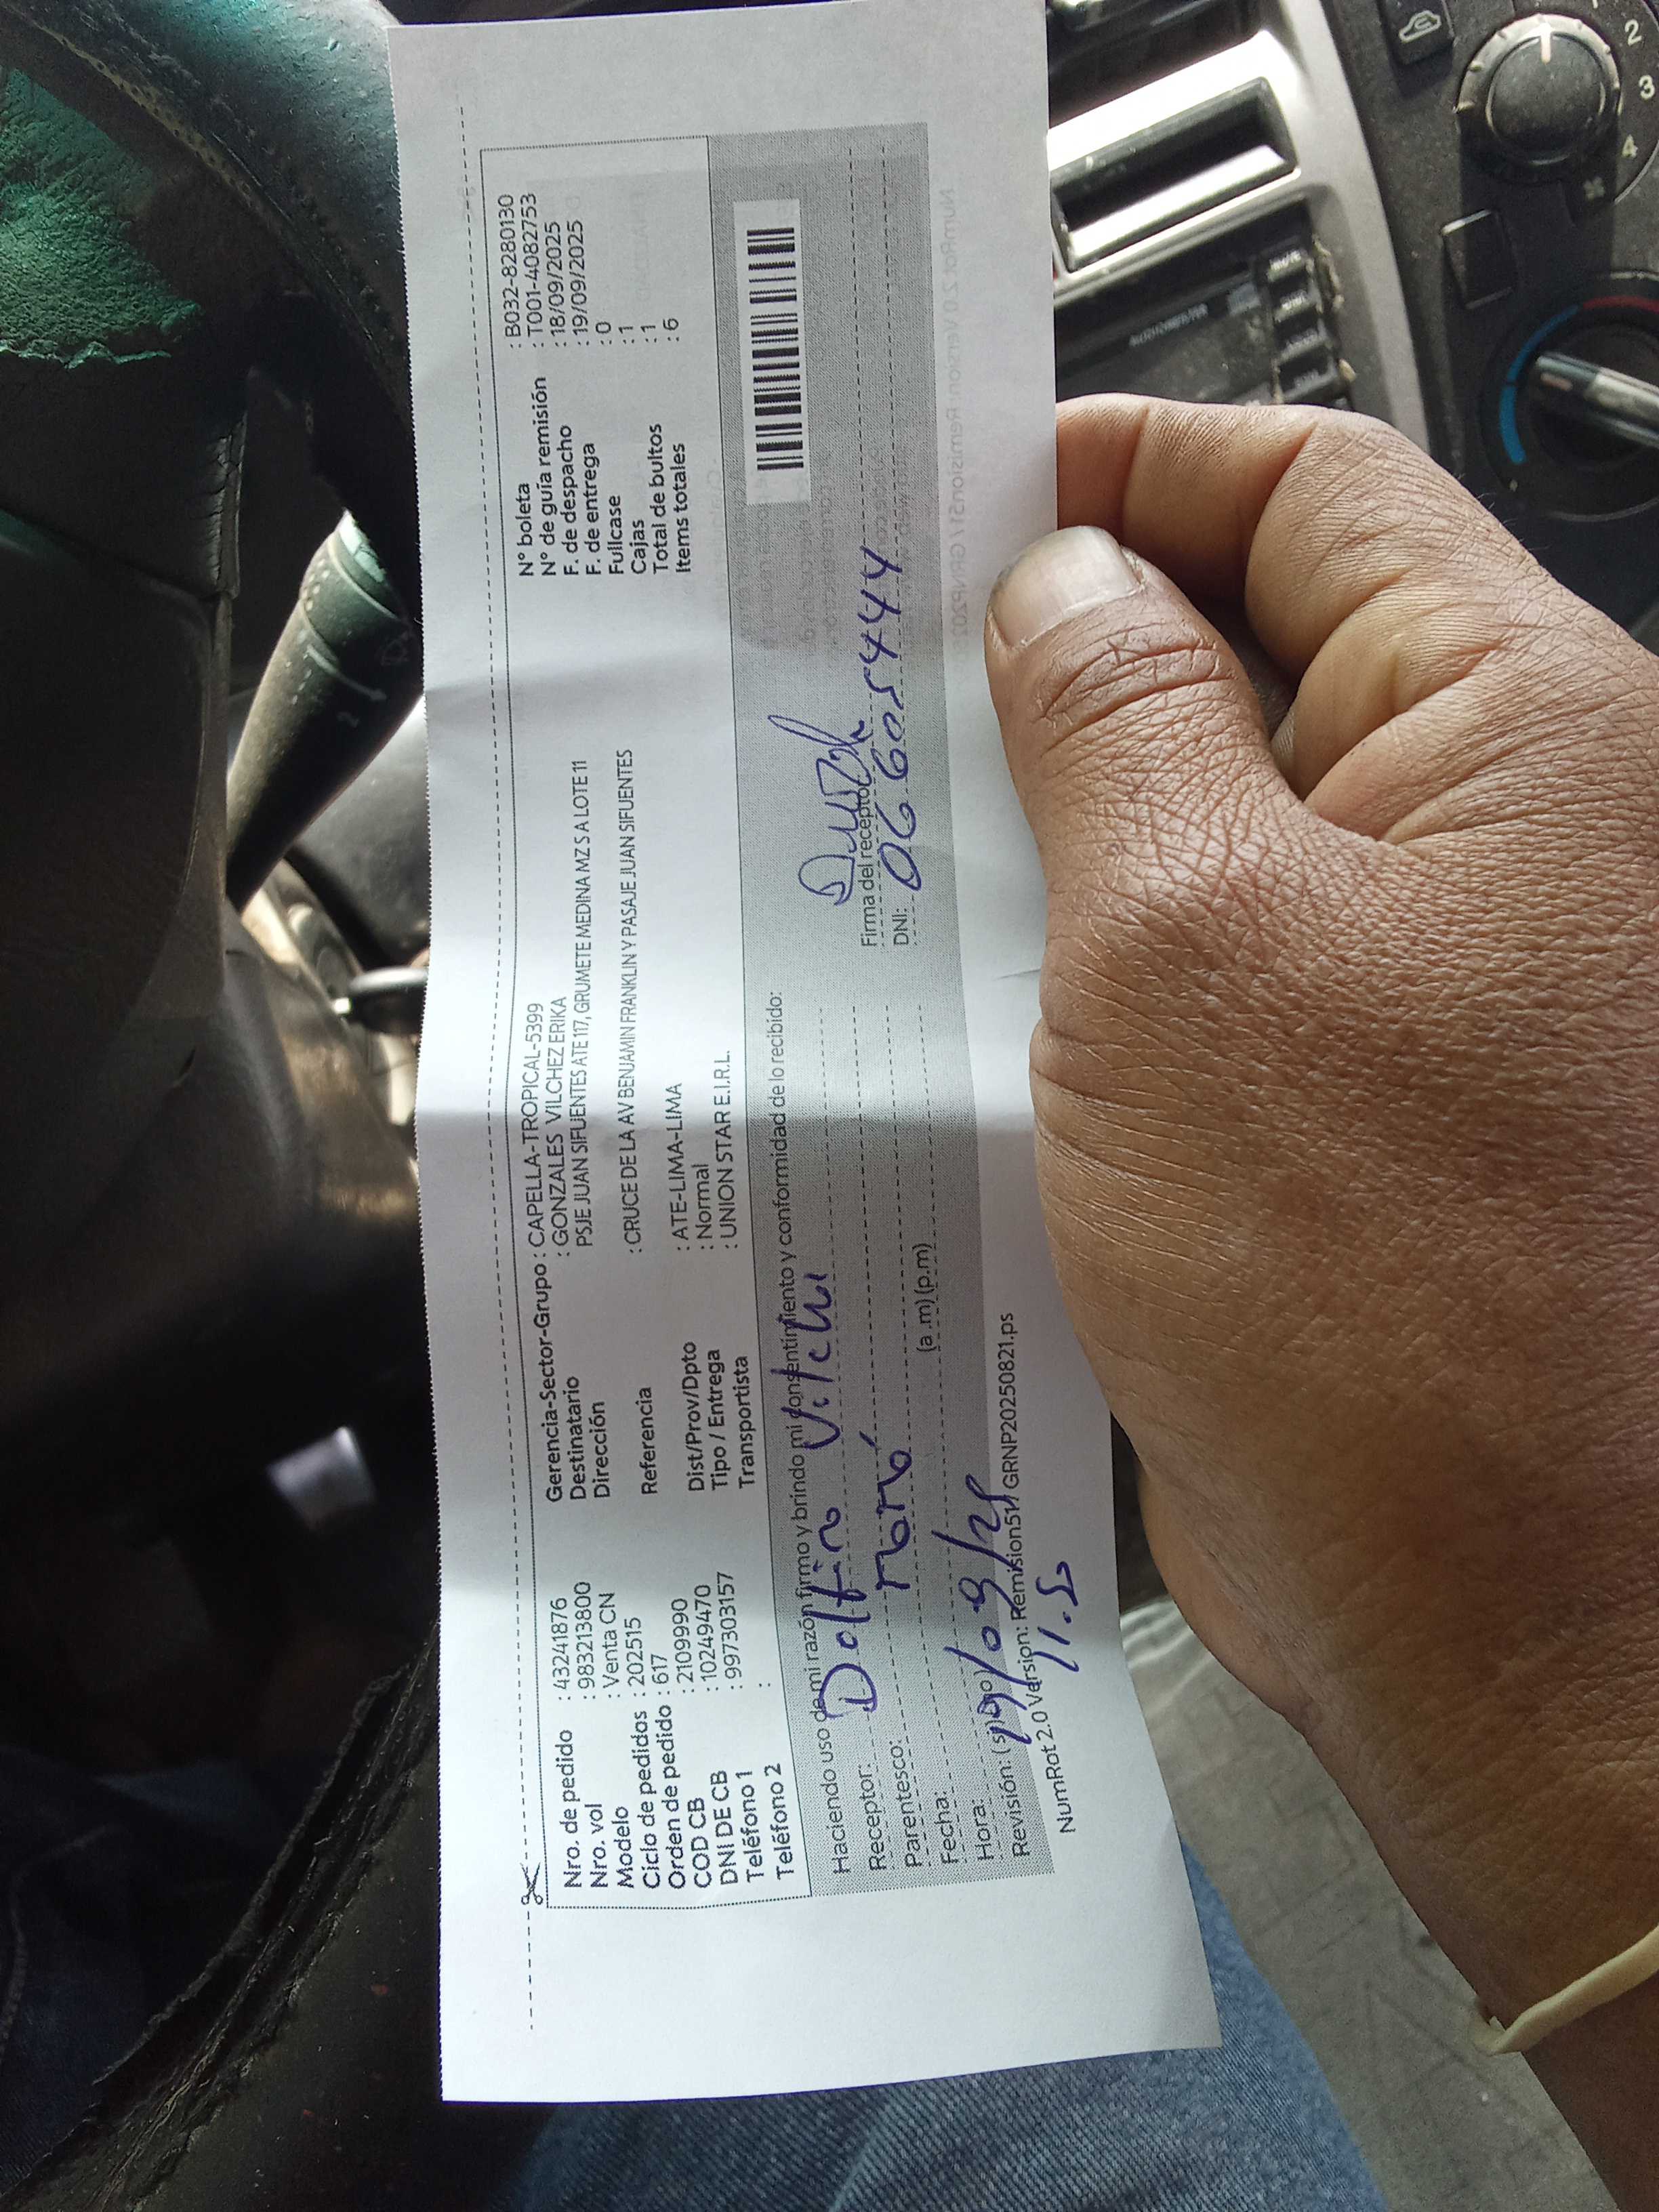 Nro. de pedido : 43241876
Nro. vol : 983213800
Modelo : Venta CN
Ciclo de pedidos : 202515
Orden de pedido : 617
COD CB : 2109990
DNI DE CB : 10249470
Teléfono 1 : 997303157
Teléfono 2 :
Gerencia-Sector-Grupo : CAPELLA-TROPICAL-5399
Destinatario : GONZALES VILCHEZ ERIKA
Dirección PSJE JUAN SIFUENTES ATE 117, GRUMETE MEDINA MZ S A LOTE 11
Referencia : CRUCE DE LA AV BENJAMIN FRANKLIN Y PASAJE JUAN SIFUENTES
Dist/Prov/Dpto : ATE-LIMA-LIMA
Tipo / Entrega : Normal
Transportista : UNION STAR E.I.R.L.
N° boleta : B032-8280130
N° de guía remisión : T001-4082753
F. de despacho : 18/09/2025
F. de entrega : 19/09/2025
Fullcase : 0
Cajas : 1
Total de bultos : 1
Items totales : 6
Haciendo uso de mi razón firmo y brindo mi consentimiento y conformidad de lo recibido:
Receptor:
Parentesco: mamá
Fecha: 19/09/25
Hora: (a.m) (p.m)
Revisión: (si) (no)
Firma del receptor
DNI: 06605444
NumRot 2.0 Version: Remision511/GRNP20250821.ps
2
2
3
4